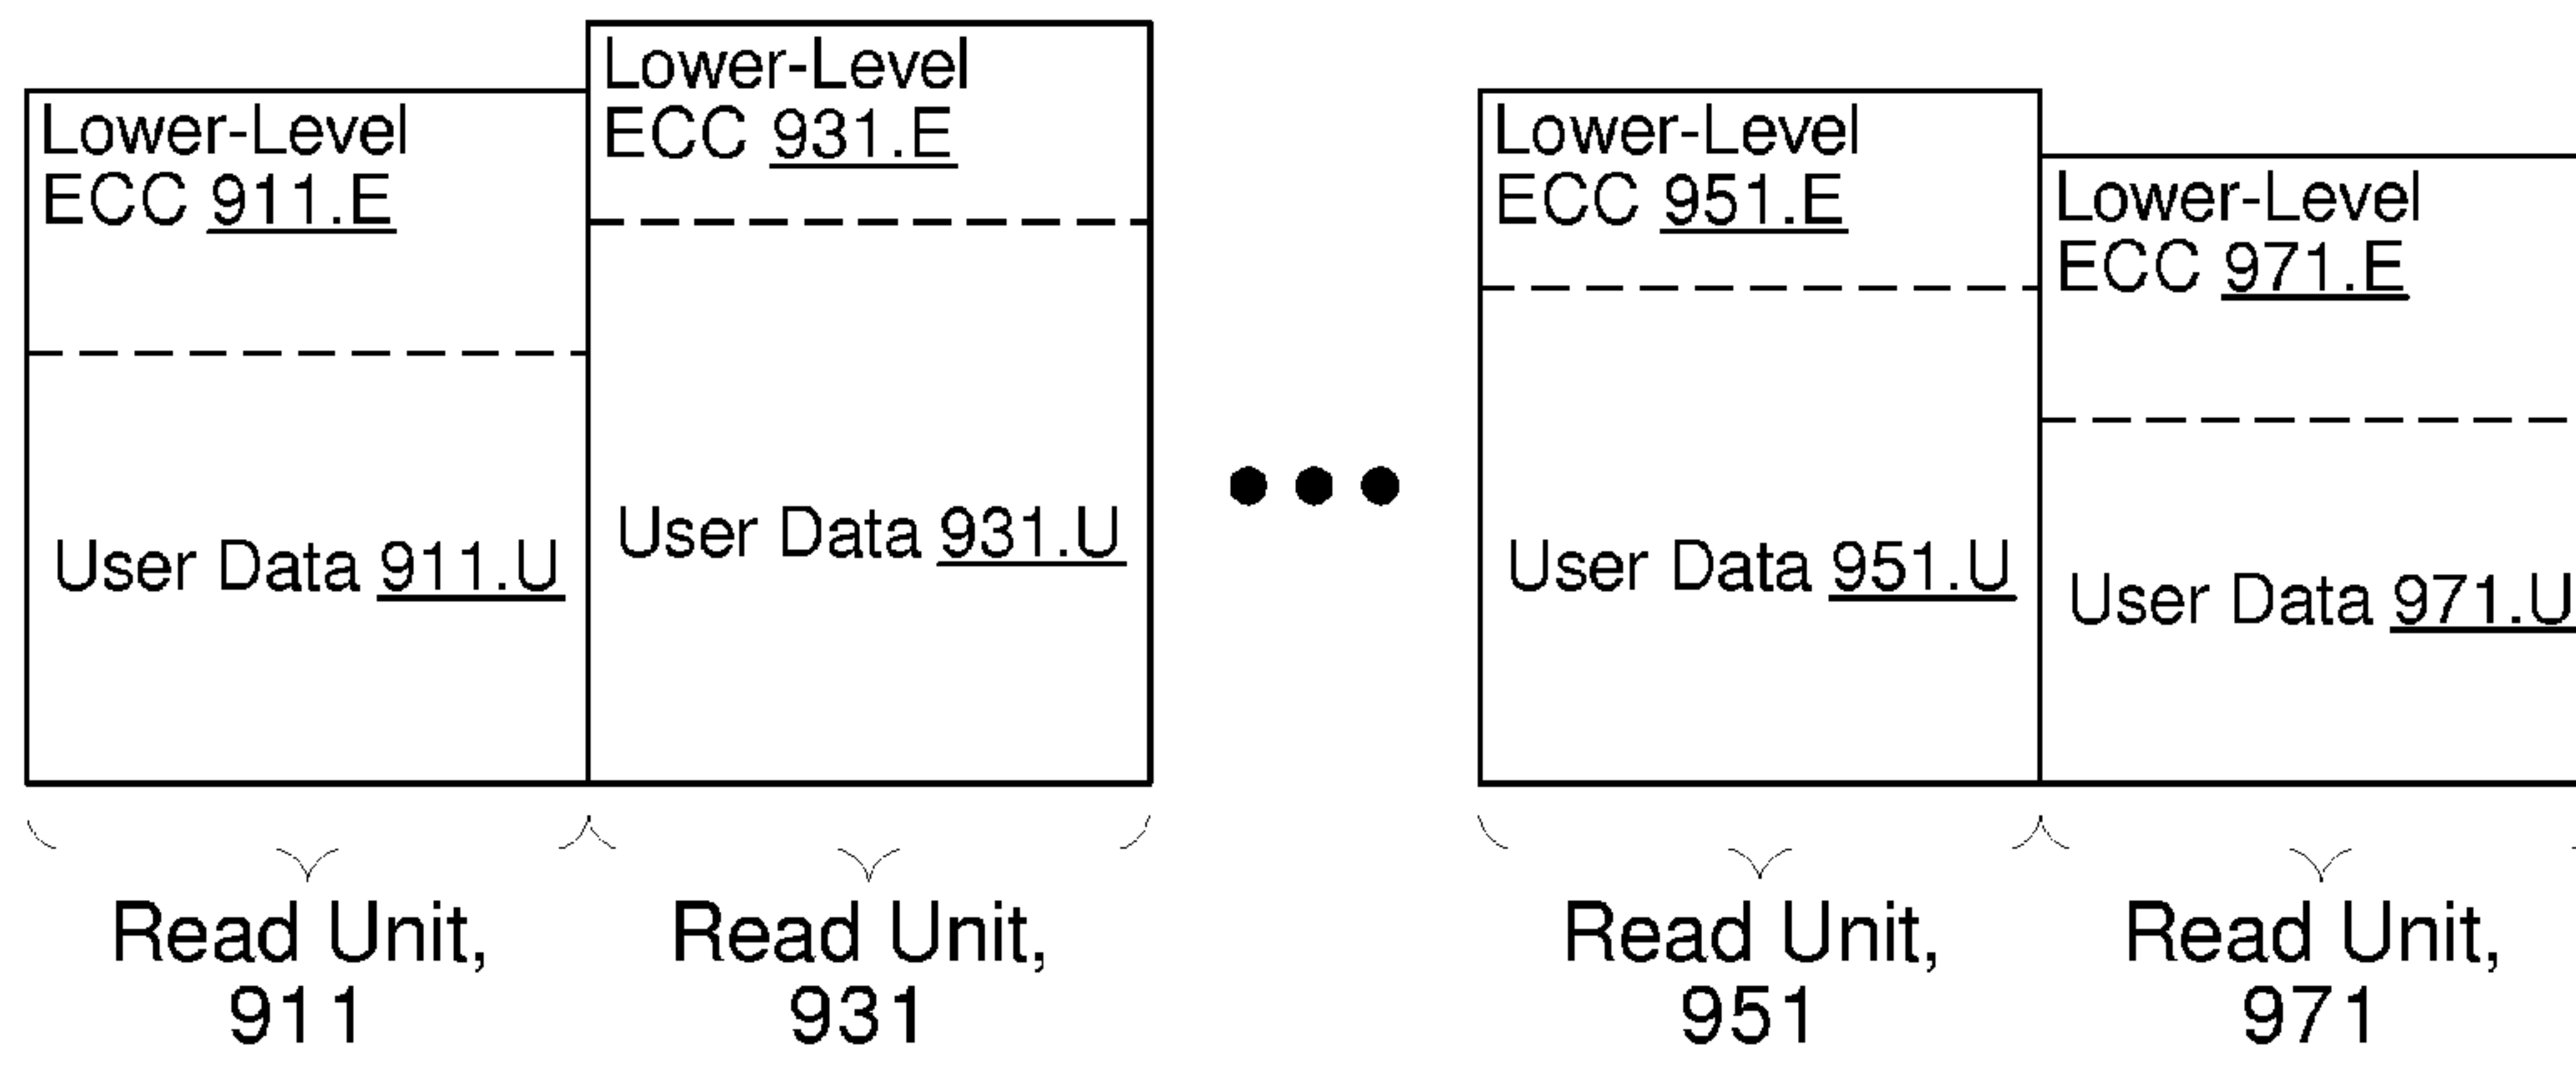 Lower-Level
ECC 911.E
User Data 911.U
Read Unit,
911
Lower-Level
ECC 931.E
User Data 931.U
Read Unit,
931
Lower-Level
ECC 951.E
User Data 951.U
Read Unit,
951
Lower-Level
ECC 971.E
User Data 971.U
Read Unit,
971